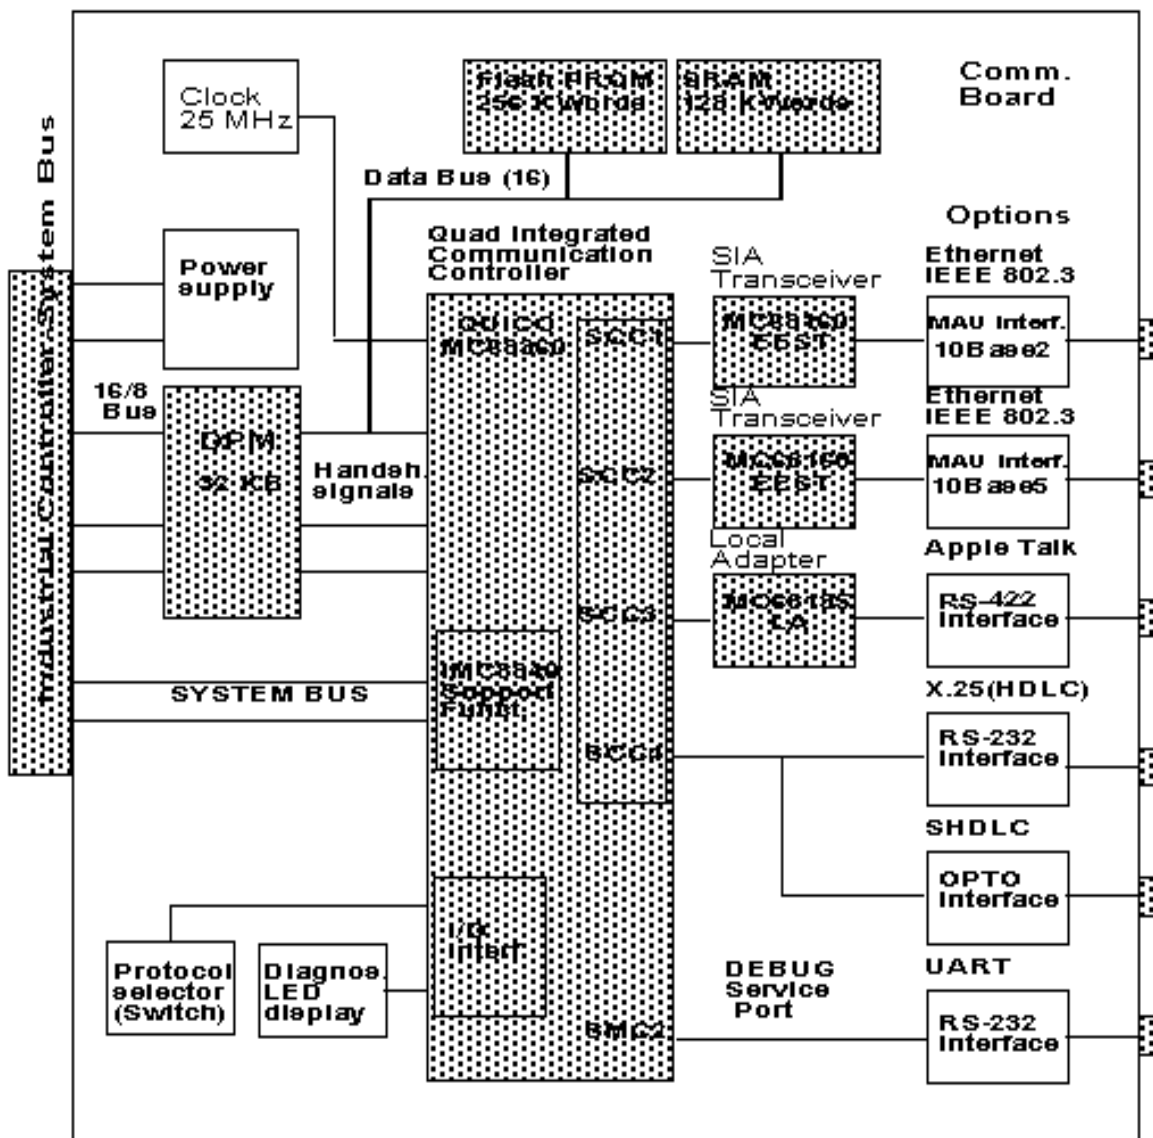 Clock
25 MHz
Flash PROM
256 KWords
SRAM
128 KWords
Comm.
Board
Data Bus (16)
Industrial Controller System Bus
Power
supply
Quad Integrated
Communication
Controller
Options
SIA
Transceiver
Ethernet
IEEE 802.3
QUICC
SCC1
EEST
MAU Interf.
10Base2
16/8
Bus
DPM
32 KB
Handsh.
signals
SIA
Transceiver
Ethernet
IEEE 802.3
SCC2
MC68160
EEST
MAU Interf.
10Base5
Local
Adapter
Apple Talk
SCC3
LA
RS-422
Interface
SYSTEM BUS
Support
Funct.
X.25(HDLC)
SCC4
RS-232
Interface
SHDLC
OPTO
Interface
Interf
Protocol
selector
(Switch)
Diagnos.
LED
display
DEBUG
Service
Port
UART
SMC2
RS-232
Interface